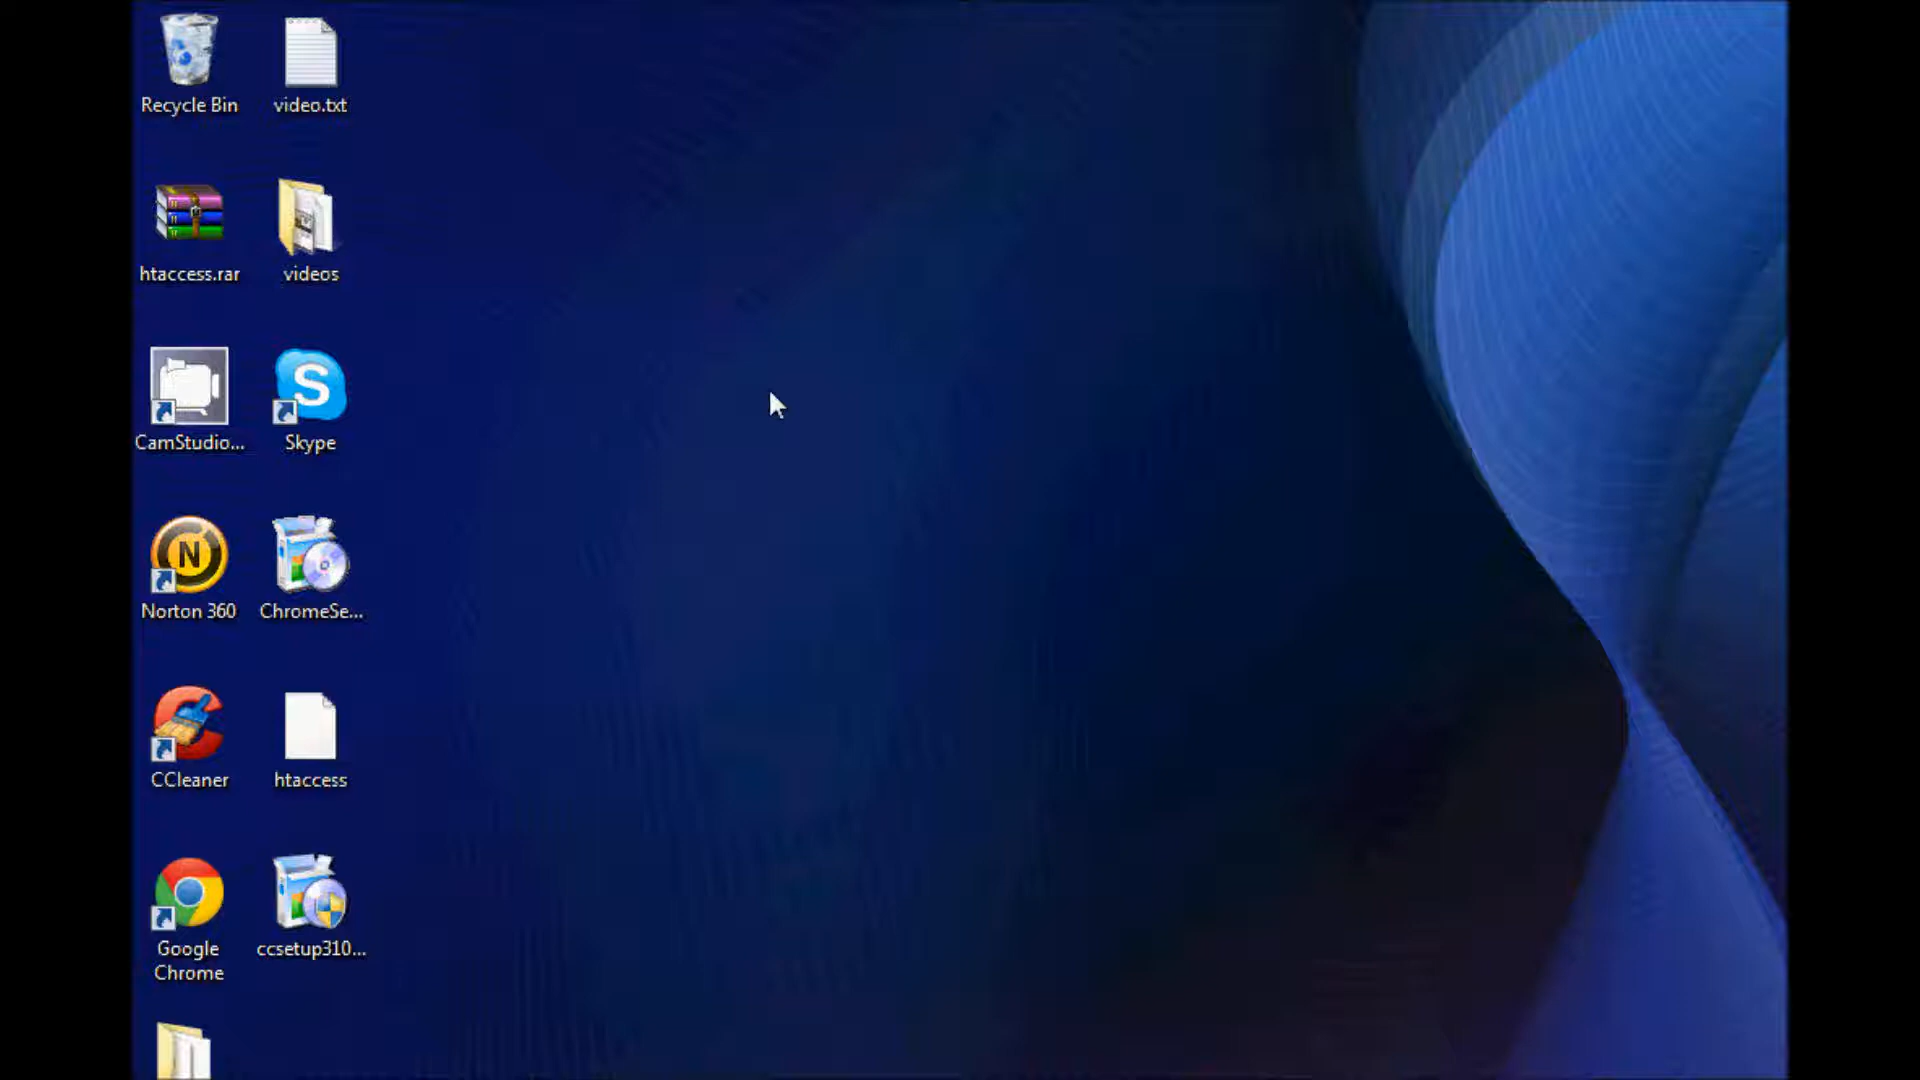 Recycle Bin
video.txt
htaccess.rar
videos
CamStudio...
S
Skype
N
Norton 360
ChromeSe...
CCleaner
htaccess
Google
Chrome
ccsetup310...